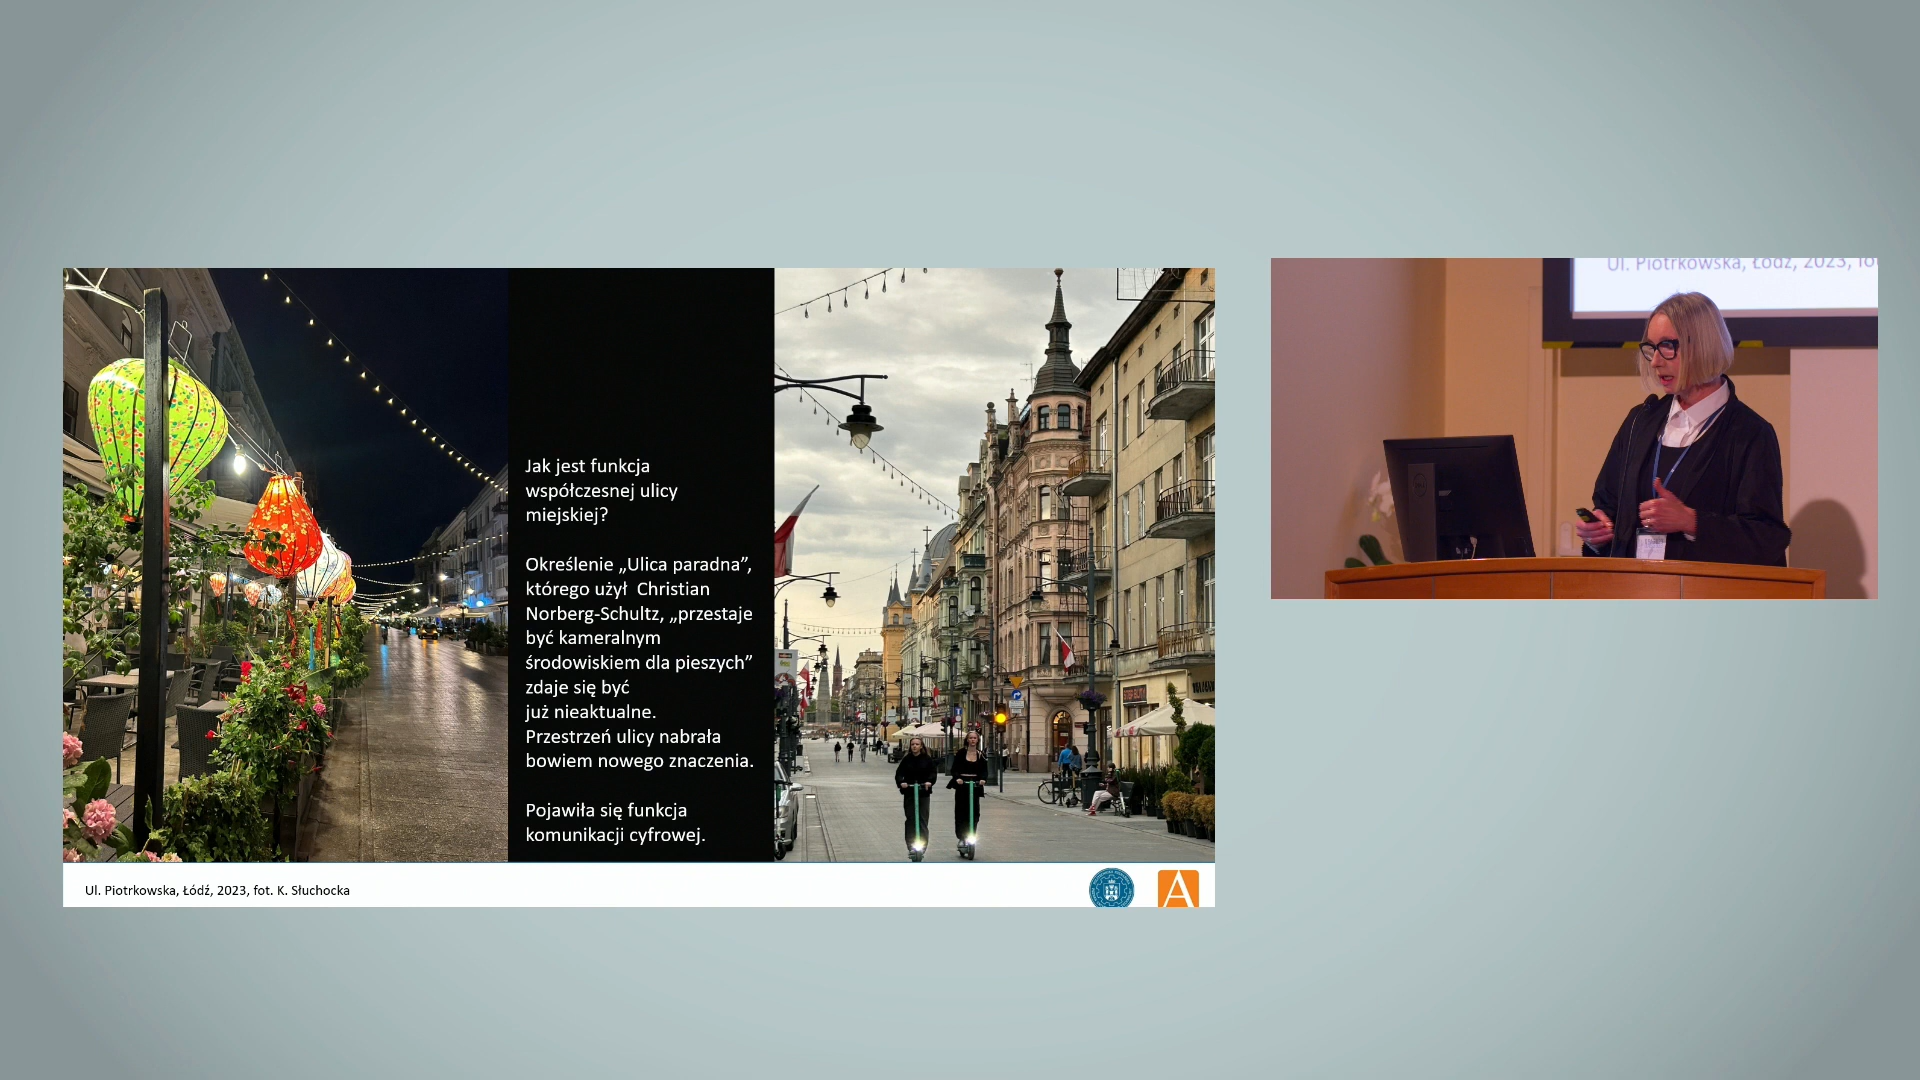 Jak jest funkcja
współczesnej ulicy
miejskiej?
Określenie „Ulica paradna”,
którego użył  Christian
Norberg-Schultz, „przestaje
być kameralnym
środowiskiem dla pieszych”
zdaje się być
już nieaktualne.
Przestrzeń ulicy nabrała
bowiem nowego znaczenia.
Pojawiła się funkcja
komunikacji cyfrowej.
Ul. Piotrkowska, Łódź, 2023, fot. K. Słuchocka
A
Ul. Piotrkowska, Łódź, 2023, fo